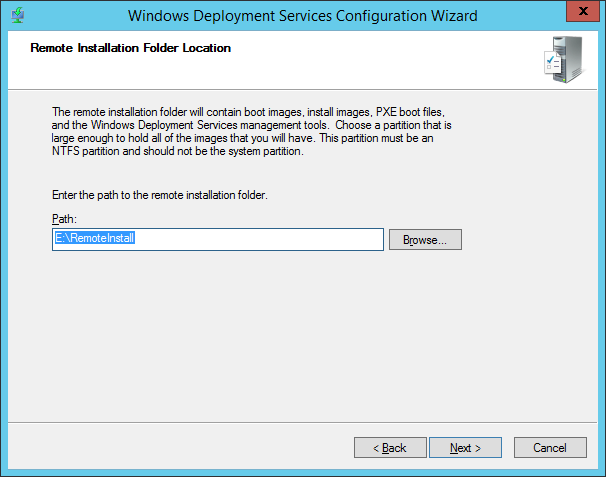 Windows Deployment Services Configuration Wizard
x
Remote Installation Folder Location
The remote installation folder will contain boot images, install images, PXE boot files,
and the Windows Deployment Services management tools.  Choose a partition that is
large enough to hold all of the images that you will have. This partition must be an
NTFS partition and should not be the system partition.
Enter the path to the remote installation folder.
Path:
E:\RemoteInstall
Browse...
< Back
Next >
Cancel